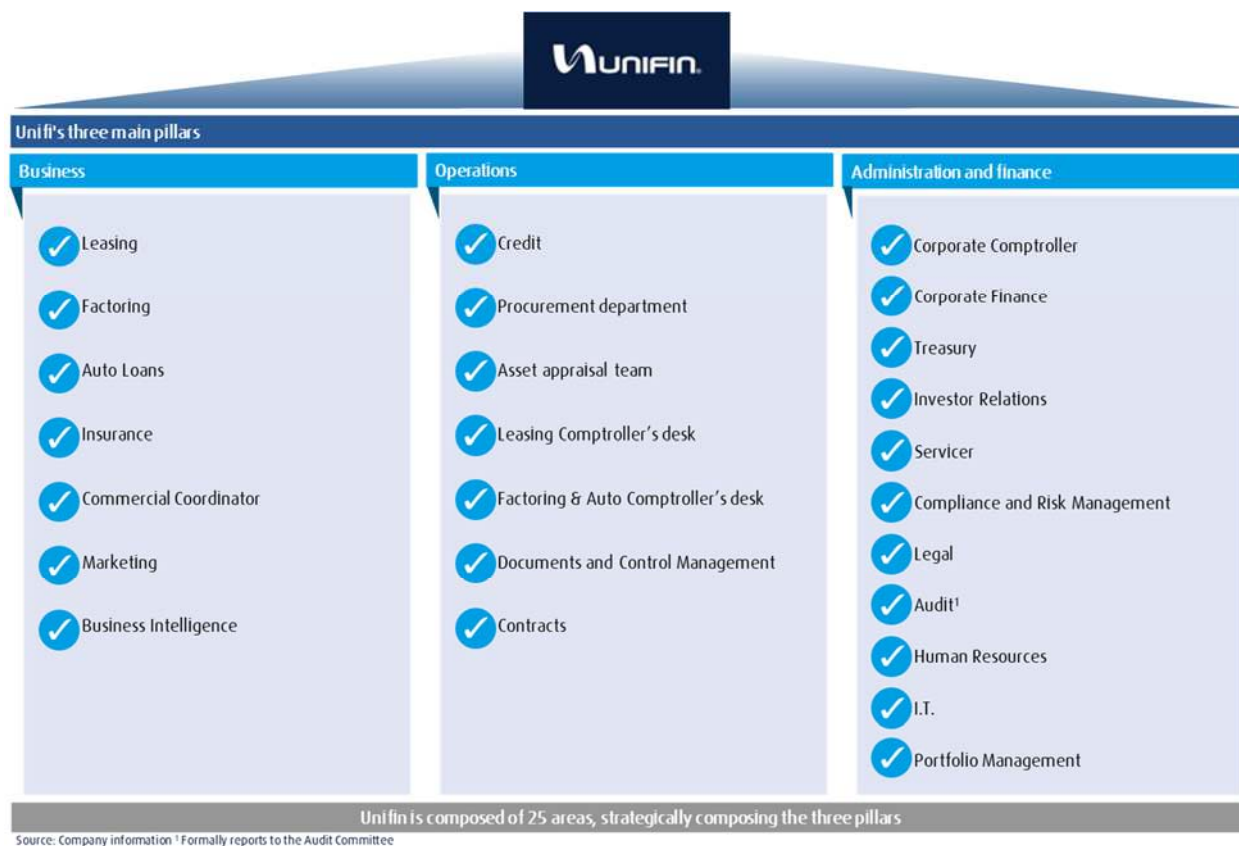 UNIFIN®
Unifi's three main pillars
Business
Leasing
Factoring
Auto Loans
Insurance
Commercial Coordinator
Marketing
Business Intelligence
Operations
Credit
Procurement department
Asset appraisal team
Leasing Comptroller's desk
Factoring & Auto Comptroller's desk
Documents and Control Management
Contracts
Administration and finance
Corporate Comptroller
Corporate Finance
Treasury
Investor Relations
Servicer
Compliance and Risk Management
Legal
Audit¹
Human Resources
I.T.
Portfolio Management
Unifin is composed of 25 areas, strategically composing the three pillars
Source: Company information ¹ Formally reports to the Audit Committee